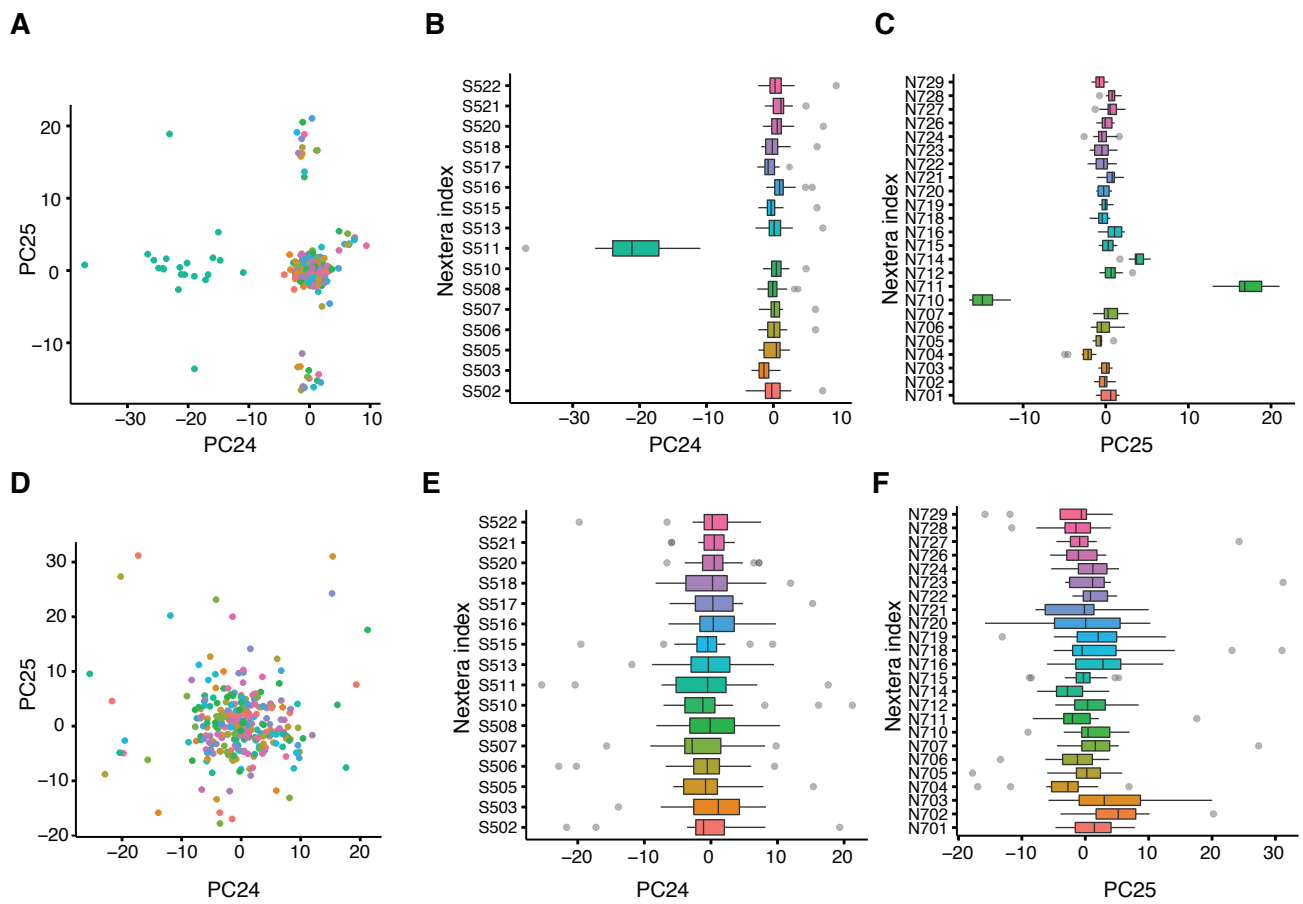 A
B
C
PC25
20
10
0
−10
−30
−20
−10
0
10
PC24
Nextera index
S522
S521
S520
S518
S517
S516
S515
S513
S511
S510
S508
S507
S506
S505
S503
S502
−30
−20
−10
0
10
PC24
Nextera index
N729
N728
N727
N726
N724
N723
N722
N721
N720
N719
N718
N716
N715
N714
N712
N711
N710
N707
N706
N705
N704
N703
N702
N701
−10
0
10
20
PC25
D
E
F
PC25
30
20
10
0
−10
−20
−20
−10
0
10
20
PC24
Nextera index
S522
S521
S520
S518
S517
S516
S515
S513
S511
S510
S508
S507
S506
S505
S503
S502
−20
−10
0
10
20
PC24
Nextera index
N729
N728
N727
N726
N724
N723
N722
N721
N720
N719
N718
N716
N715
N714
N712
N711
N710
N707
N706
N705
N704
N703
N702
N701
−20
−10
0
10
20
30
PC25